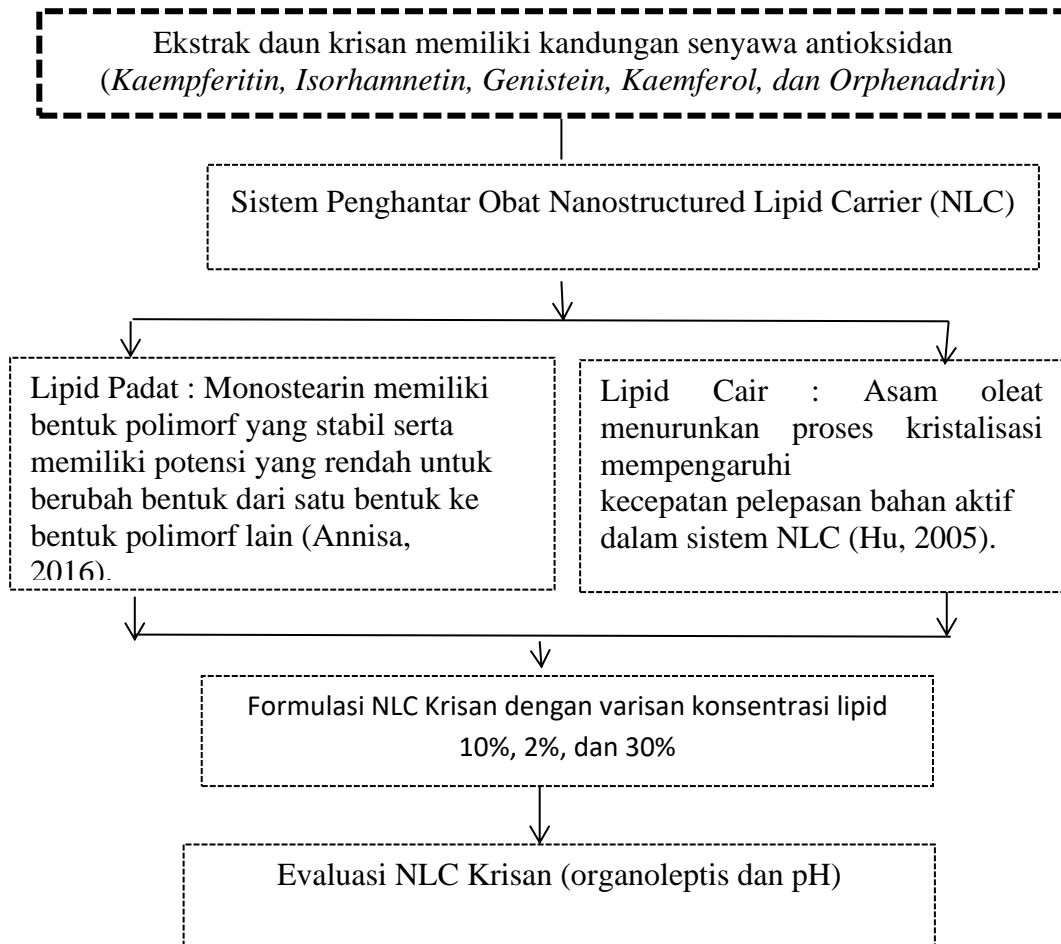 Ekstrak daun krisan memiliki kandungan senyawa antioksidan
(Kaempferitin, Isorhamnetin, Genistein, Kaemferol, dan Orphenadrin)
Sistem Penghantar Obat Nanostructured Lipid Carrier (NLC)
Lipid Padat : Monostearin memiliki
bentuk polimorf yang stabil serta
memiliki potensi yang rendah untuk
berubah bentuk dari satu bentuk ke
bentuk polimorf lain (Annisa,
2016).
Lipid Cair : Asam oleat
menurunkan proses kristalisasi
mempengaruhi
kecepatan pelepasan bahan aktif
dalam sistem NLC (Hu, 2005).
Formulasi NLC Krisan dengan varisan konsentrasi lipid
10%, 2%, dan 30%
Evaluasi NLC Krisan (organoleptis dan pH)